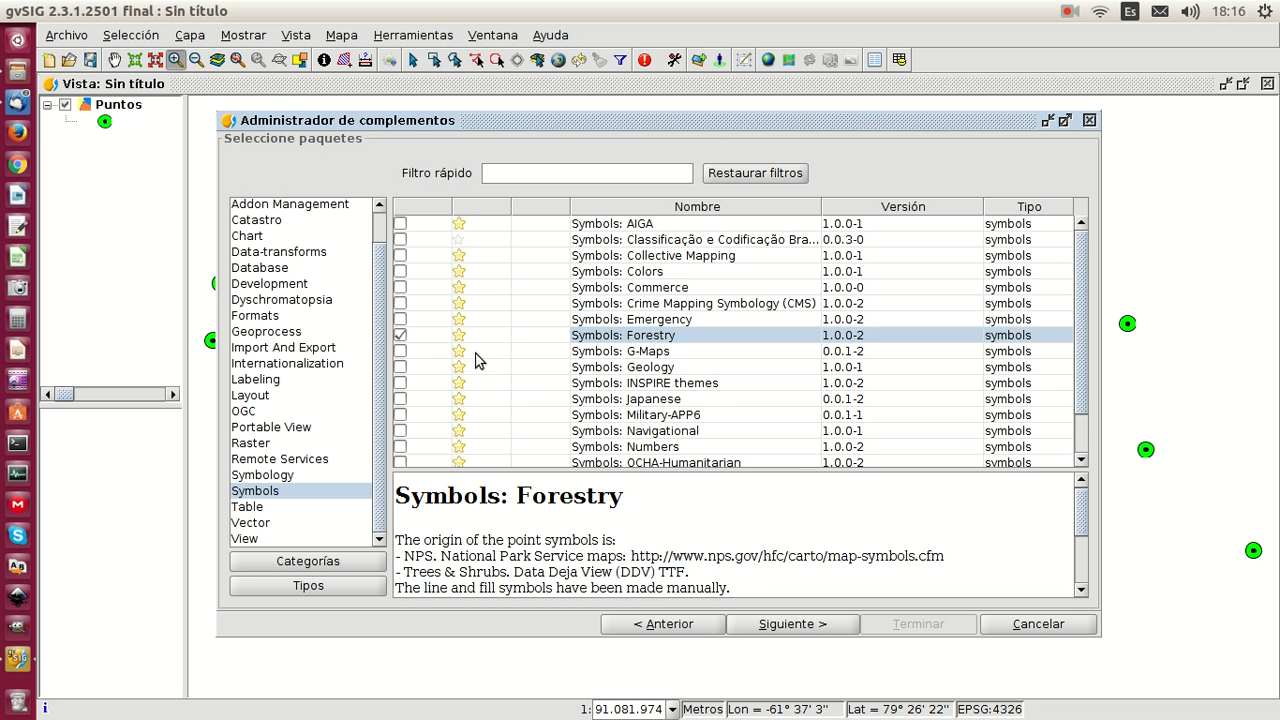 gvSIG 2.3.1.2501 final : Sin título
Es
18:16
Archivo Selección Capa Mostrar Vista Mapa Herramientas Ventana Ayuda
Vista: Sin título
Puntos
Administrador de complementos
Seleccione paquetes
Filtro rápido
Restaurar filtros
Addon Management
Catastro
Chart
Data-transforms
Database
Development
Dyschromatopsia
Formats
Geoprocess
Import And Export
Internationalization
Labeling
Layout
OGC
Portable View
Raster
Remote Services
Symbology
Symbols
Table
Vector
View
Categorías
Tipos
Nombre Versión Tipo
Symbols: AIGA 1.0.0-1 symbols
Symbols: Classificação e Codificação Bra... 0.0.3-0 symbols
Symbols: Collective Mapping 1.0.0-1 symbols
Symbols: Colors 1.0.0-1 symbols
Symbols: Commerce 1.0.0-0 symbols
Symbols: Crime Mapping Symbology (CMS) 1.0.0-2 symbols
Symbols: Emergency 1.0.0-2 symbols
Symbols: Forestry 1.0.0-2 symbols
Symbols: G-Maps 0.0.1-2 symbols
Symbols: Geology 1.0.0-1 symbols
Symbols: INSPIRE themes 1.0.0-2 symbols
Symbols: Japanese 0.0.1-2 symbols
Symbols: Military-APP6 0.0.1-1 symbols
Symbols: Navigational 1.0.0-1 symbols
Symbols: Numbers 1.0.0-2 symbols
Symbols: OCHA-Humanitarian 1.0.0-2 symbols
Symbols: Forestry
The origin of the point symbols is:
- NPS. National Park Service maps: http://www.nps.gov/hfc/carto/map-symbols.cfm
- Trees & Shrubs. Data Deja View (DDV) TTF.
The line and fill symbols have been made manually.
< Anterior Siguiente > Terminar Cancelar
1: 91.081.974 Metros Lon = -61° 37' 3" Lat = 79° 26' 22" EPSG:4326